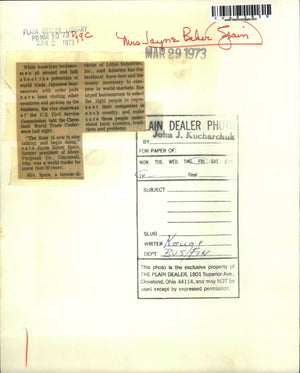 PLAIN DEALER LIBRARY
1973
Mrs Jayne Baker (Spain)
MAR 29 1973
While American business-
men sit around and talk
about the potentials of
world trade, Japanese busi-
nessmen with order pads
have been visiting other
countries and picking up the
business, the vice chairman
of the U.S. Civil Service
Commission told the Cleve-
land World Trade Confer-
ence last night.
"The time is now to stop
talking and begin doing,"
said Jayne Baker Spain,
former president of Alvey-
Ferguson Co., Cincinnati,
who was a world trader for
more than 20 years.
Mrs. Spain, a former di-
rector of Litton Industries,
Inc., said America has the
technical know-how and the
money necessary to com-
pete in world markets. She
urged businessmen to select
the right people to repre-
sent their companies in
each country, and make
sure these people under-
stand local customs, tradi-
tions and problems.
PLAIN DEALER PHOTO
John J. Kucharchuk
BY
FOR PAPER OF:
MON. TUE. WED. THU. FRI. SAT.
SUBJECT
SLUG
WRITER
DEPT. BUS/FIN
This photo is the exclusive property of
THE PLAIN DEALER, 1801 Superior Ave.,
Cleveland, Ohio 44114, and may NOT be
used except by expressed permission.